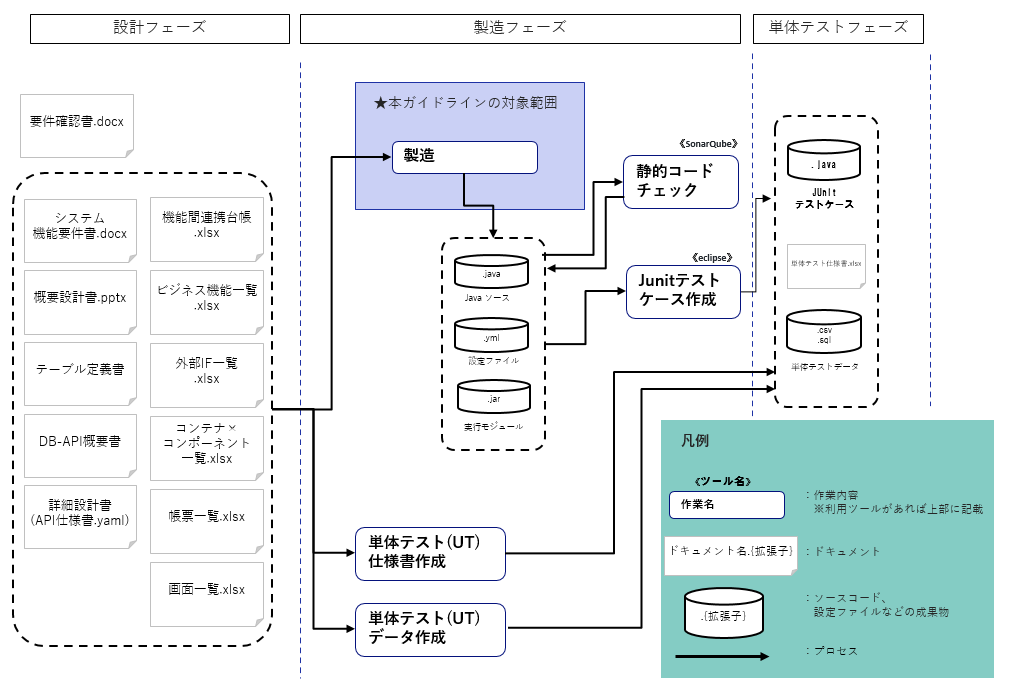 設計フェーズ
製造フェーズ
単体テストフェーズ
要件確認書.docx
システム
機能要件書.docx
概要設計書.pptx
テーブル定義書
DB-API概要書
詳細設計書
(API仕様書.yaml)
機能間連携台帳
.xlsx
ビジネス機能一覧
.xlsx
外部IF一覧
.xlsx
コンテナ×
コンポーネント
一覧.xlsx
帳票一覧.xlsx
画面一覧.xlsx
★本ガイドラインの対象範囲
製造
.java
Java ソース
.yml
設定ファイル
.jar
実行モジュール
《SonarQube》
静的コード
チェック
《eclipse》
Junitテスト
ケース作成
単体テスト(UT)
仕様書作成
単体テスト(UT)
データ作成
.java
JUnit
テストケース
単体テスト仕様書.xlsx
.csv
.sql
単体テストデータ
凡例
《ツール名》
作業名
：作業内容
※利用ツールがあれば上部に記載
ドキュメント名.{拡張子}
：ドキュメント
.{拡張子}
：ソースコード、
設定ファイルなどの成果物
：プロセス